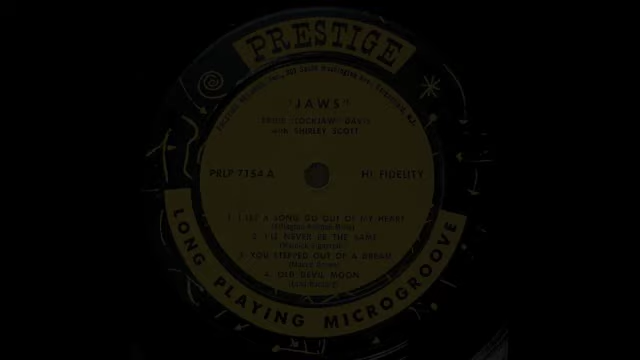 PRESTIGE
"JAWS"
EDDIE "LOCKJAW" DAVIS
with SHIRLEY SCOTT
PRLP 7154 A
HI FIDELITY
1. I LET A SONG GO OUT OF MY HEART
2. I'LL NEVER BE THE SAME
3. YOU STEPPED OUT OF A DREAM
4. OLD DEVIL MOON
LONG PLAYING MICROGROOVE